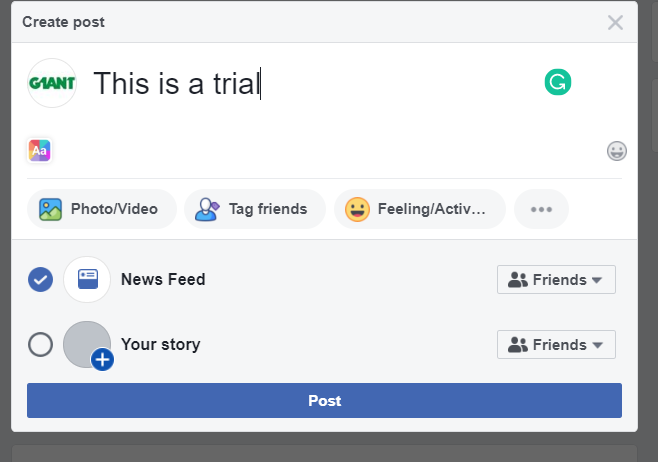 Create post
GIANT
This is a trial
G
Aa
Photo/Video
Tag friends
Feeling/Activ...
News Feed
Friends
Your story
Friends
Post